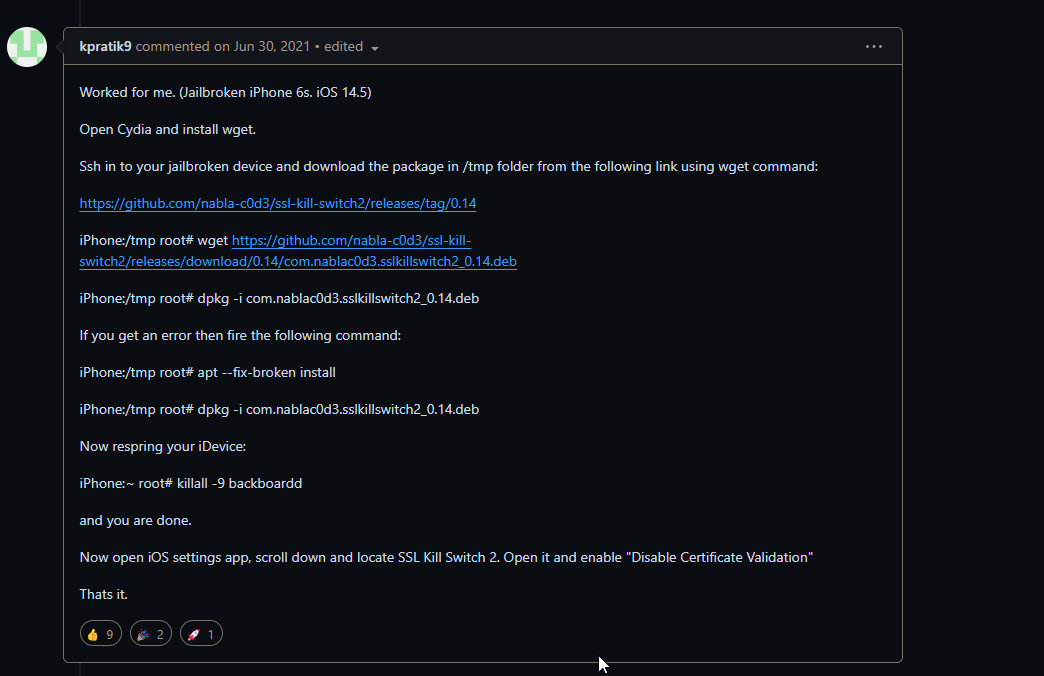 kpratik9 commented on Jun 30, 2021 • edited
Worked for me. (Jailbroken iPhone 6s. iOS 14.5)
Open Cydia and install wget.
Ssh in to your jailbroken device and download the package in /tmp folder from the following link using wget command:
https://github.com/nabla-c0d3/ssl-kill-switch2/releases/tag/0.14
iPhone:/tmp root# wget https://github.com/nabla-c0d3/ssl-kill-
switch2/releases/download/0.14/com.nablac0d3.sslkillswitch2_0.14.deb
iPhone:/tmp root# dpkg -i com.nablac0d3.sslkillswitch2_0.14.deb
If you get an error then fire the following command:
iPhone:/tmp root# apt --fix-broken install
iPhone:/tmp root# dpkg -i com.nablac0d3.sslkillswitch2_0.14.deb
Now respring your iDevice:
iPhone:~ root# killall -9 backboardd
and you are done.
Now open iOS settings app, scroll down and locate SSL Kill Switch 2. Open it and enable "Disable Certificate Validation"
Thats it.
👍 9 🎉 2 🚀 1